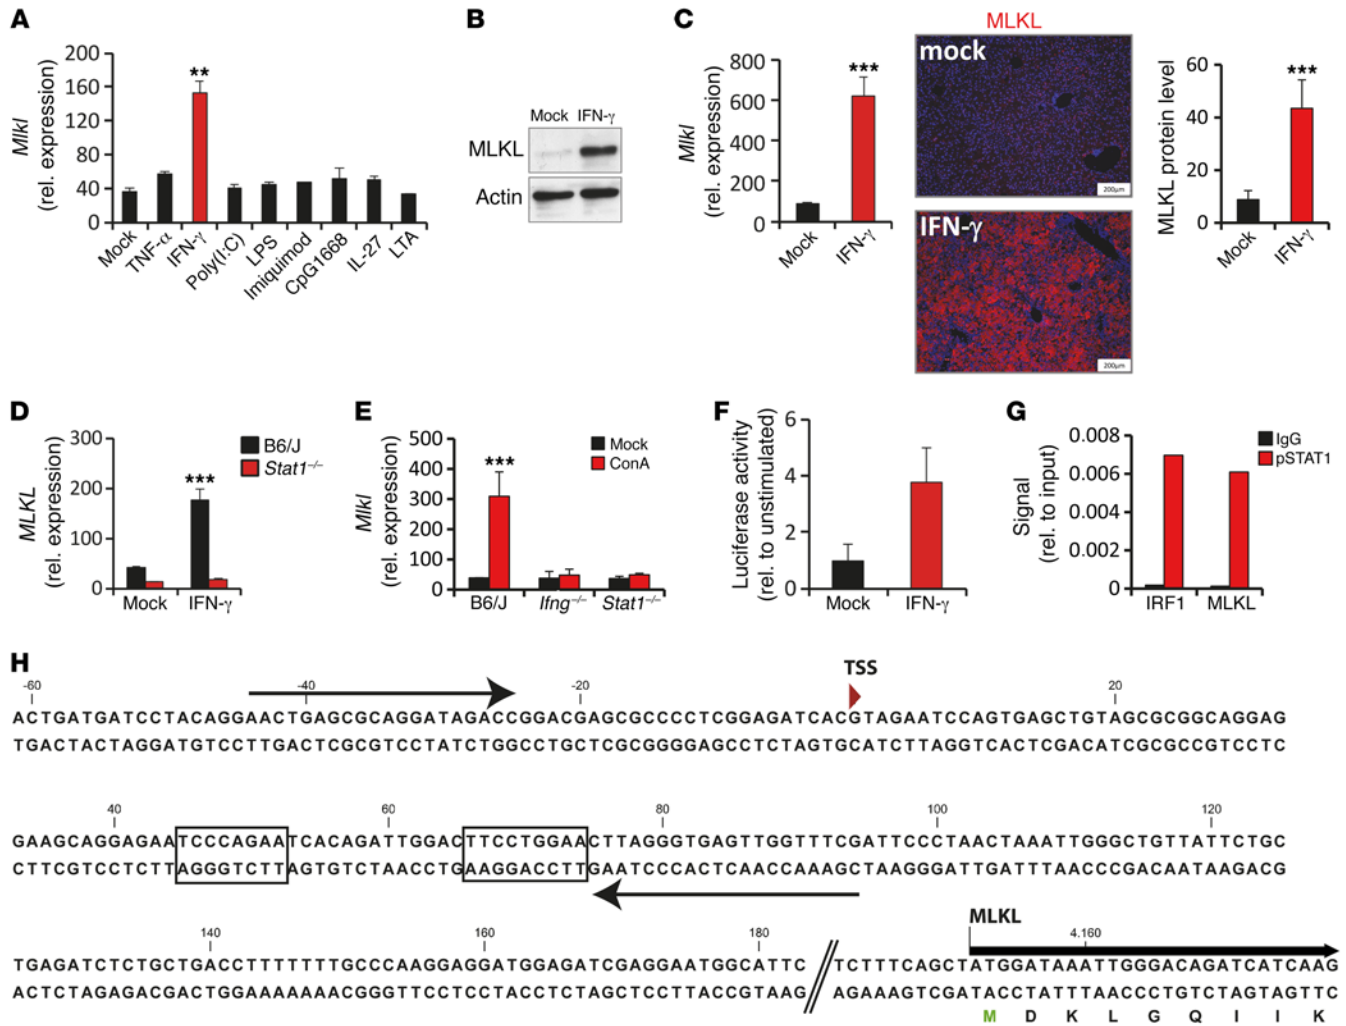 A
200
160
120
80
40
0
Mlkl
(rel. expression)
**
Mock
TNF-α
IFN-γ
Poly(I:C)
LPS
Imiquimod
CpG1668
IL-27
LTA
B
Mock IFN-γ
MLKL
Actin
C
800
600
400
200
0
Mlkl
(rel. expression)
***
Mock
IFN-γ
MLKL
mock
200µm
IFN-γ
200µm
60
40
20
0
MLKL protein level
***
Mock
IFN-γ
D
300
200
100
0
MLKL
(rel. expression)
***
B6/J
Stat1–/–
Mock
IFN-γ
E
500
400
300
200
100
0
Mlkl
(rel. expression)
***
Mock
ConA
B6/J
Ifng–/–
Stat1–/–
F
6
4
2
0
Luciferase activity
(rel. to unstimulated)
Mock
IFN-γ
G
0.008
0.006
0.004
0.002
0
Signal
(rel. to input)
IgG
pSTAT1
IRF1
MLKL
H
TSS
-60 -40 -20 20
ACTGATGATCCTACAGGAACTGAGCGCAGGATAGACCGGACGAGCGCCCCTCGGAGATCACGTAGAATCCAGTGAGCTGTAGCGCGGCAGGAG
TGACTACTAGGATGTCCTTGACTCGCGTCCTATCTGGCCTGCTCGCGGGGAGCCTCTAGTGCATCTTAGGTCACTCGACATCGCGCCGTCCTC
40 60 80 100 120
GAAGCAGGAGAATCCCAGAATCACAGATTGGACTTCCTGGAACTTAGGGTGAGTTGGTTTCGATTCCCTAACTAAATTGGGCTGTTATTCTGC
CTTCGTCCTCTTAGGGTCTTAGTGTCTAACCTGAAGGACCTTGAATCCCACTCAACCAAAGCTAAGGGATTGATTTAACCCGACAATAAGACG
MLKL
140 160 180 4.160
TGAGATCTCTGCTGACCTTTTTTTGCCCAAGGAGGATGGAGATCGAGGAATGGCATTC TCTTTCAGCTATGGATAAATTGGGACAGATCATCAAG
ACTCTAGAGACGACTGGAAAAAAACGGGTTCCTCCTACCTCTAGCTCCTTACCGTAAG AGAAAGTCGATACCTATTTAACCCTGTCTAGTAGTTC
M D K L G Q I I K